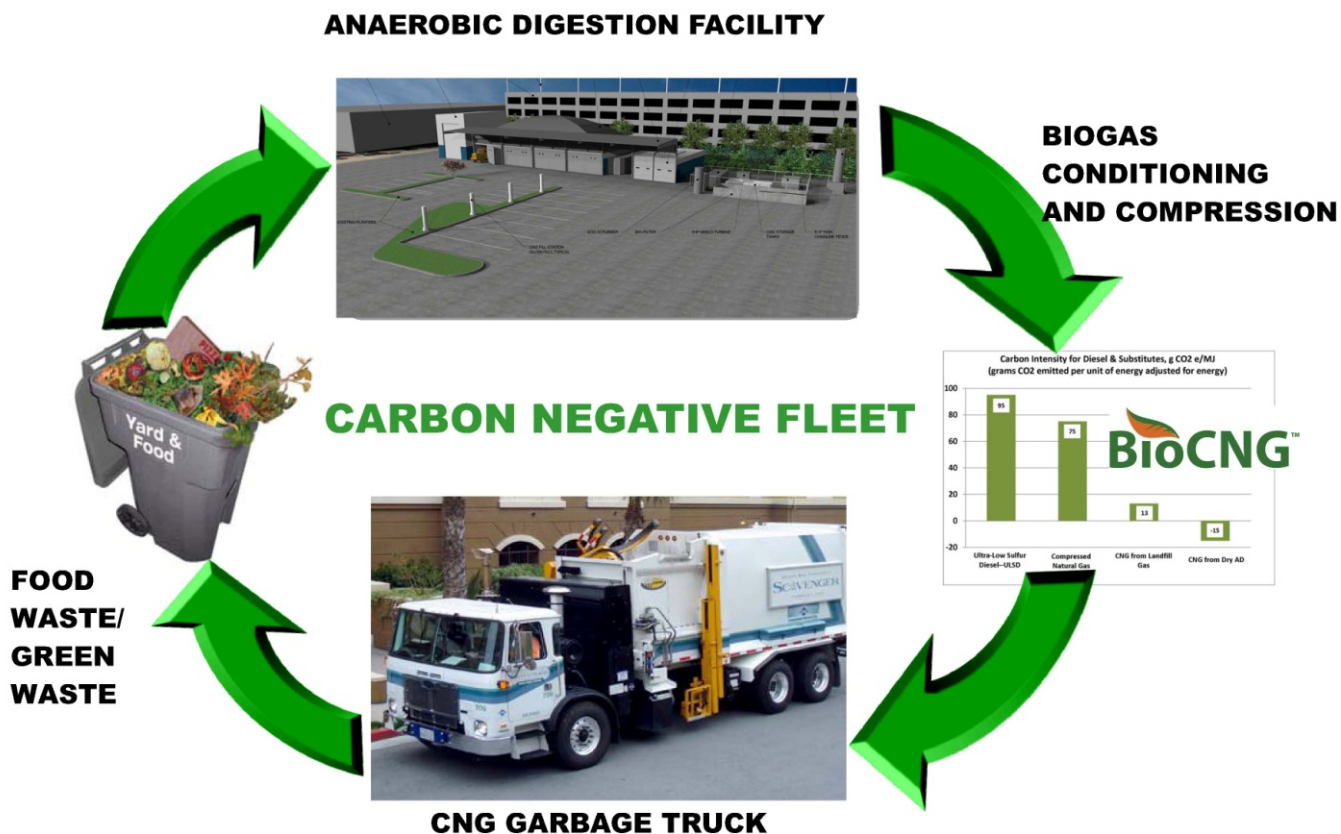 ANAEROBIC DIGESTION FACILITY
BIOGAS
CONDITIONING
AND COMPRESSION
CARBON NEGATIVE FLEET
Yard &
Food
PIZZA
Carbon Intensity for Diesel & Substitutes, g CO2 e/MJ
(grams CO2 emitted per unit of energy adjusted for energy)
100
80
60
40
20
0
-20
95
75
13
-15
Ultra-Low Sulfur
Diesel--ULSD
Compressed
Natural Gas
CNG from Landfill
Gas
CNG from Dry AD
BioCNG™
FOOD
WASTE/
GREEN
WASTE
SCAVENGER
CNG GARBAGE TRUCK